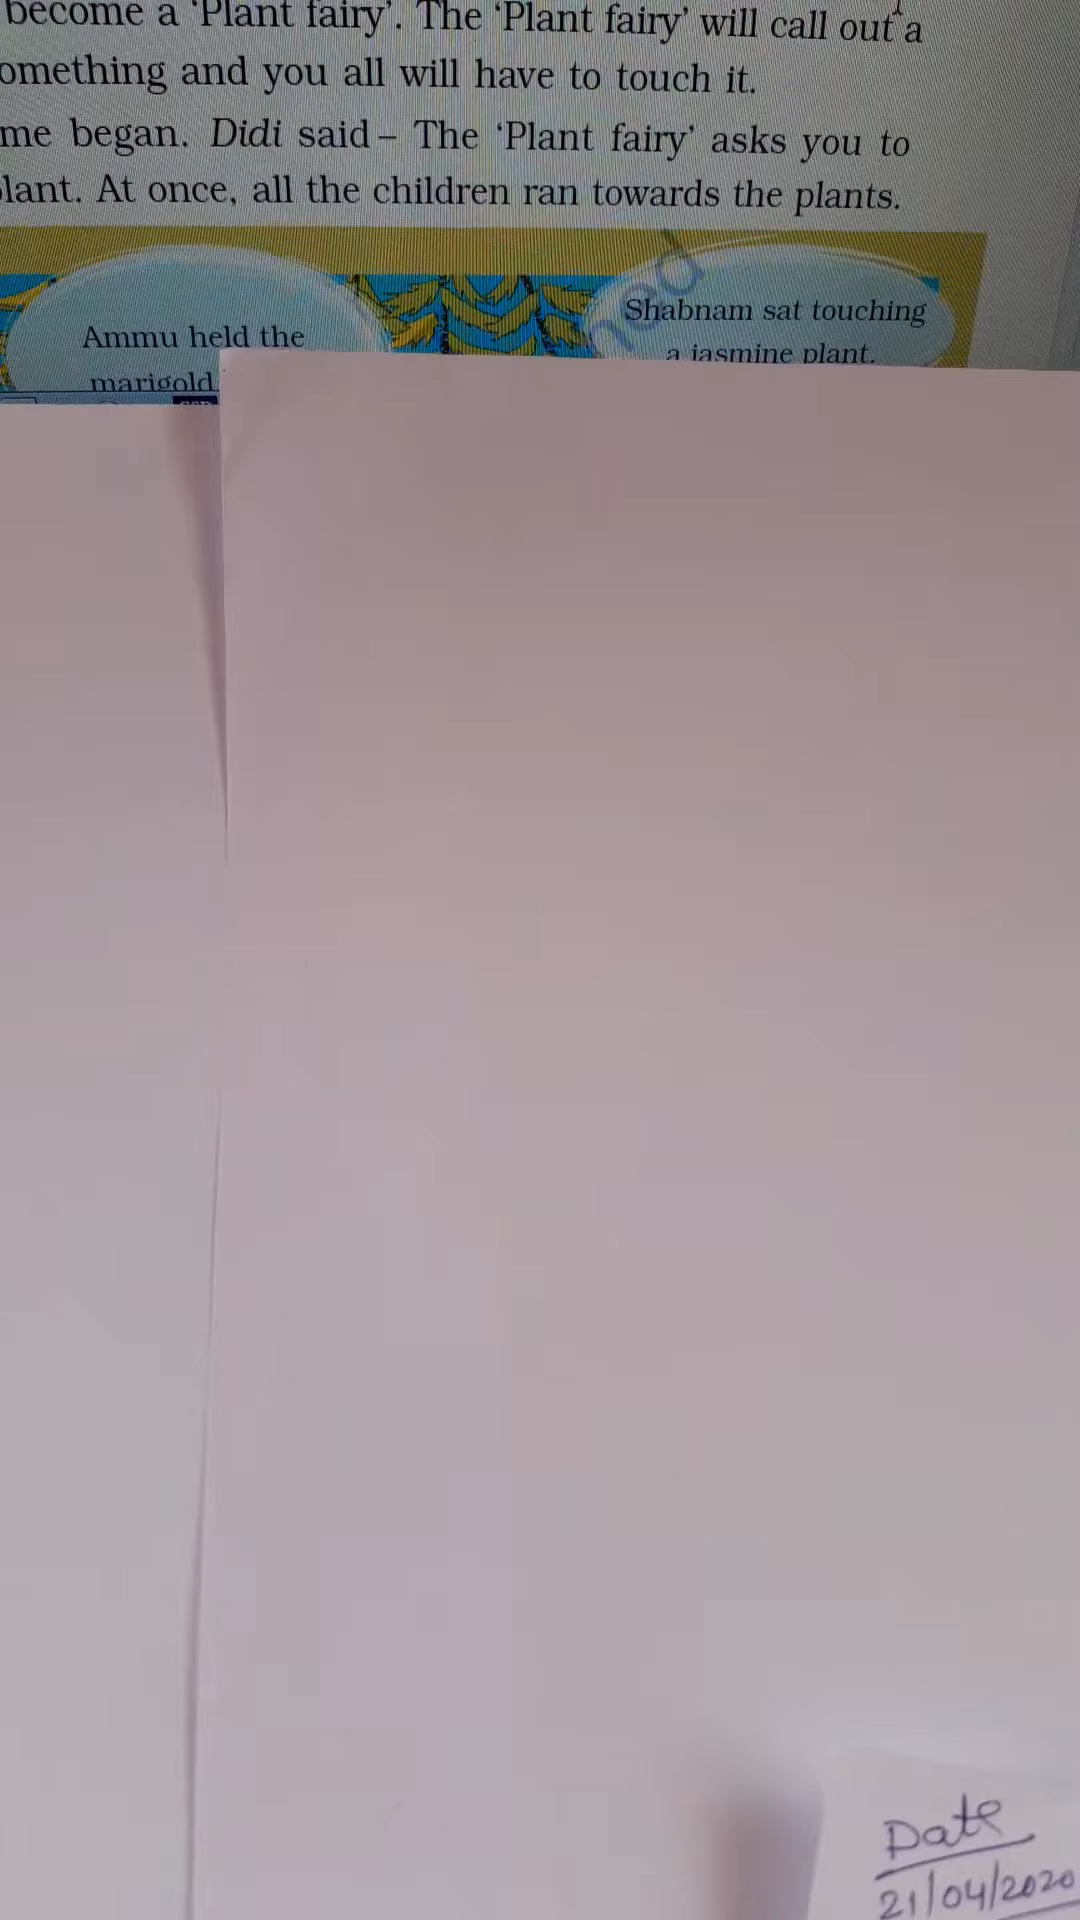 become a 'Plant fairy'. The 'Plant fairy' will call out a
omething and you all will have to touch it.
me began. Didi said – The 'Plant fairy' asks you to
lant. At once, all the children ran towards the plants.
Ammu held the
marigold
Shabnam sat touching
a jasmine plant.
Date
21/04/2020